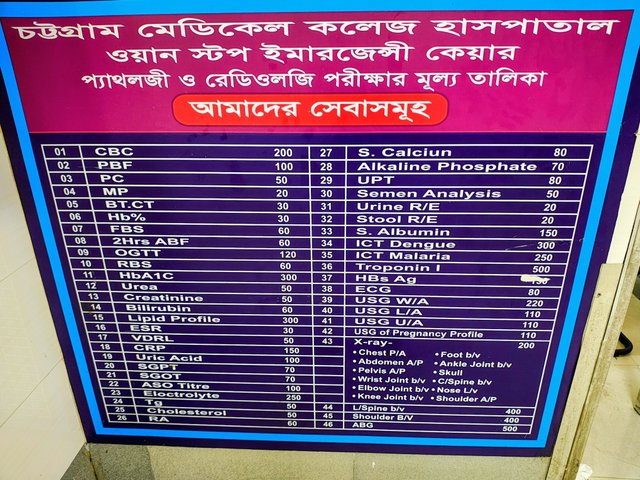 চট্টগ্রাম মেডিকেল কলেজ হাসপাতাল
ওয়ান স্টপ ইমারজেন্সী কেয়ার
প্যাথলজী ও রেডিওলজি পরীক্ষার মূল্য তালিকা
আমাদের সেবাসমূহ
01 CBC 200
02 PBF 100
03 PC 50
04 MP 20
05 BT.CT 30
06 Hb% 30
07 FBS 60
08 2Hrs ABF 60
09 OGTT 120
10 RBS 60
11 HbA1C 300
12 Urea 50
13 Creatinine 50
14 Bilirubin 60
15 Lipid Profile 300
16 ESR 30
17 VDRL 50
18 CRP 150
19 Uric Acid 100
20 SGPT 70
21 SGOT 70
22 ASO Titre 100
23 Eloctrolyte 250
24 Tg 50
25 Cholesterol 50
26 RA 60
27 S. Calciun 80
28 Alkaline Phosphate 70
29 UPT 80
30 Semen Analysis 50
31 Urine R/E 20
32 Stool R/E 20
33 S. Albumin 150
34 ICT Dengue 300
35 ICT Malaria 250
36 Troponin I 500
37 HBs Ag
38 ECG 80
39 USG W/A 220
40 USG L/A 110
41 USG U/A 110
42 USG of Pregnancy Profile 110
43 X-ray- 200
• Chest P/A • Foot b/v
• Abdomen A/P • Ankle Joint b/v
• Pelvis A/P • Skull
• Wrist Joint b/v • C/Spine b/v
• Elbow Joint b/v • Nose L/v
• Knee Joint b/v • Shoulder A/P
44 L/Spine b/v 400
45 Shoulder B/V 400
46 ABG 500